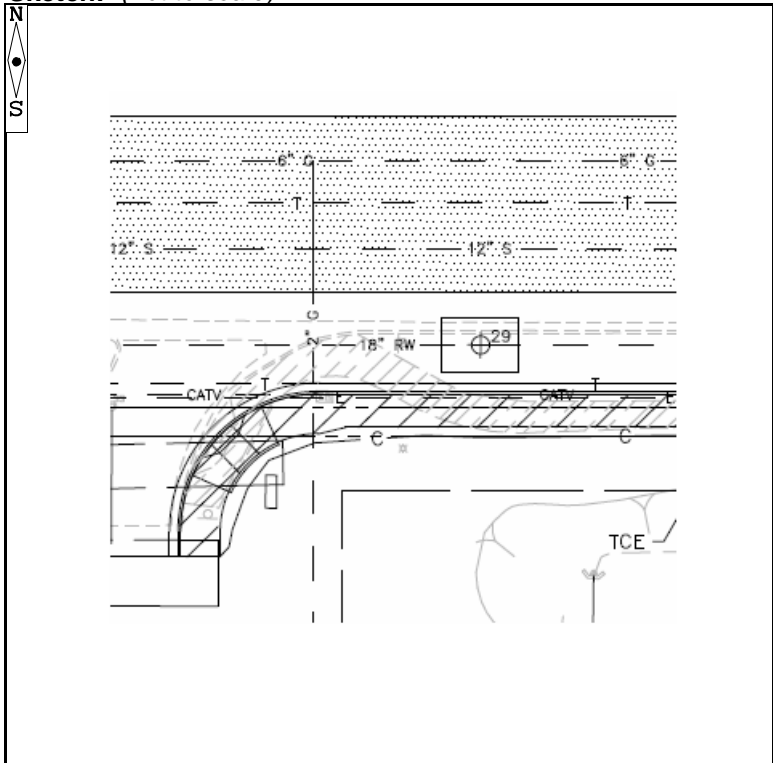 N
S
6" G 6" G
T T
12" S 12" S
2" G
29
18" RW
T T
CATV E CATV E
C C
TCE